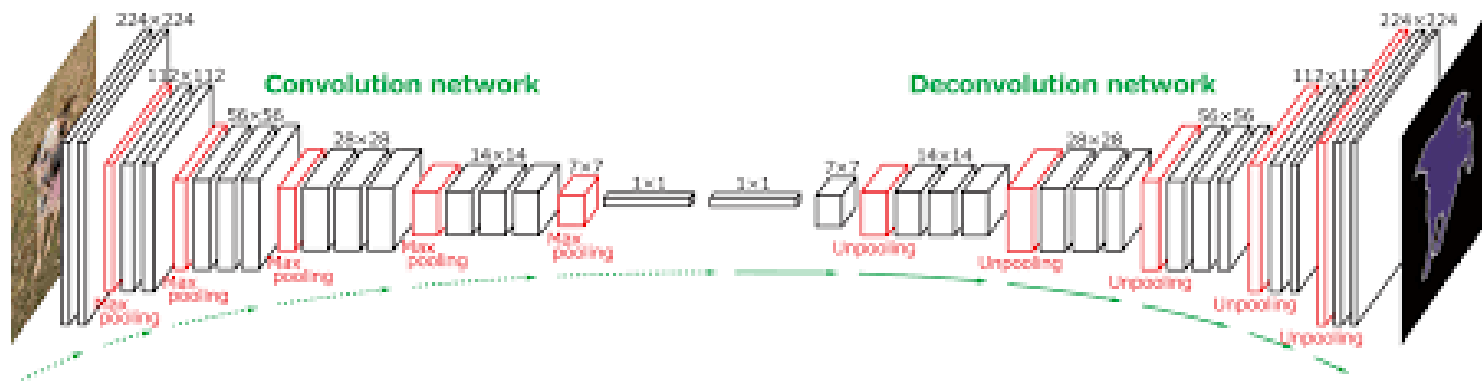 224×224
112×112
Convolution network
56×56
28×28
14×14
7×7
1×1
1×1
7×7
14×14
28×28
Deconvolution network
56×56
112×112
224×224
Max
pooling
Max
pooling
Max
pooling
Max
pooling
Max
pooling
Unpooling
Unpooling
Unpooling
Unpooling
Unpooling